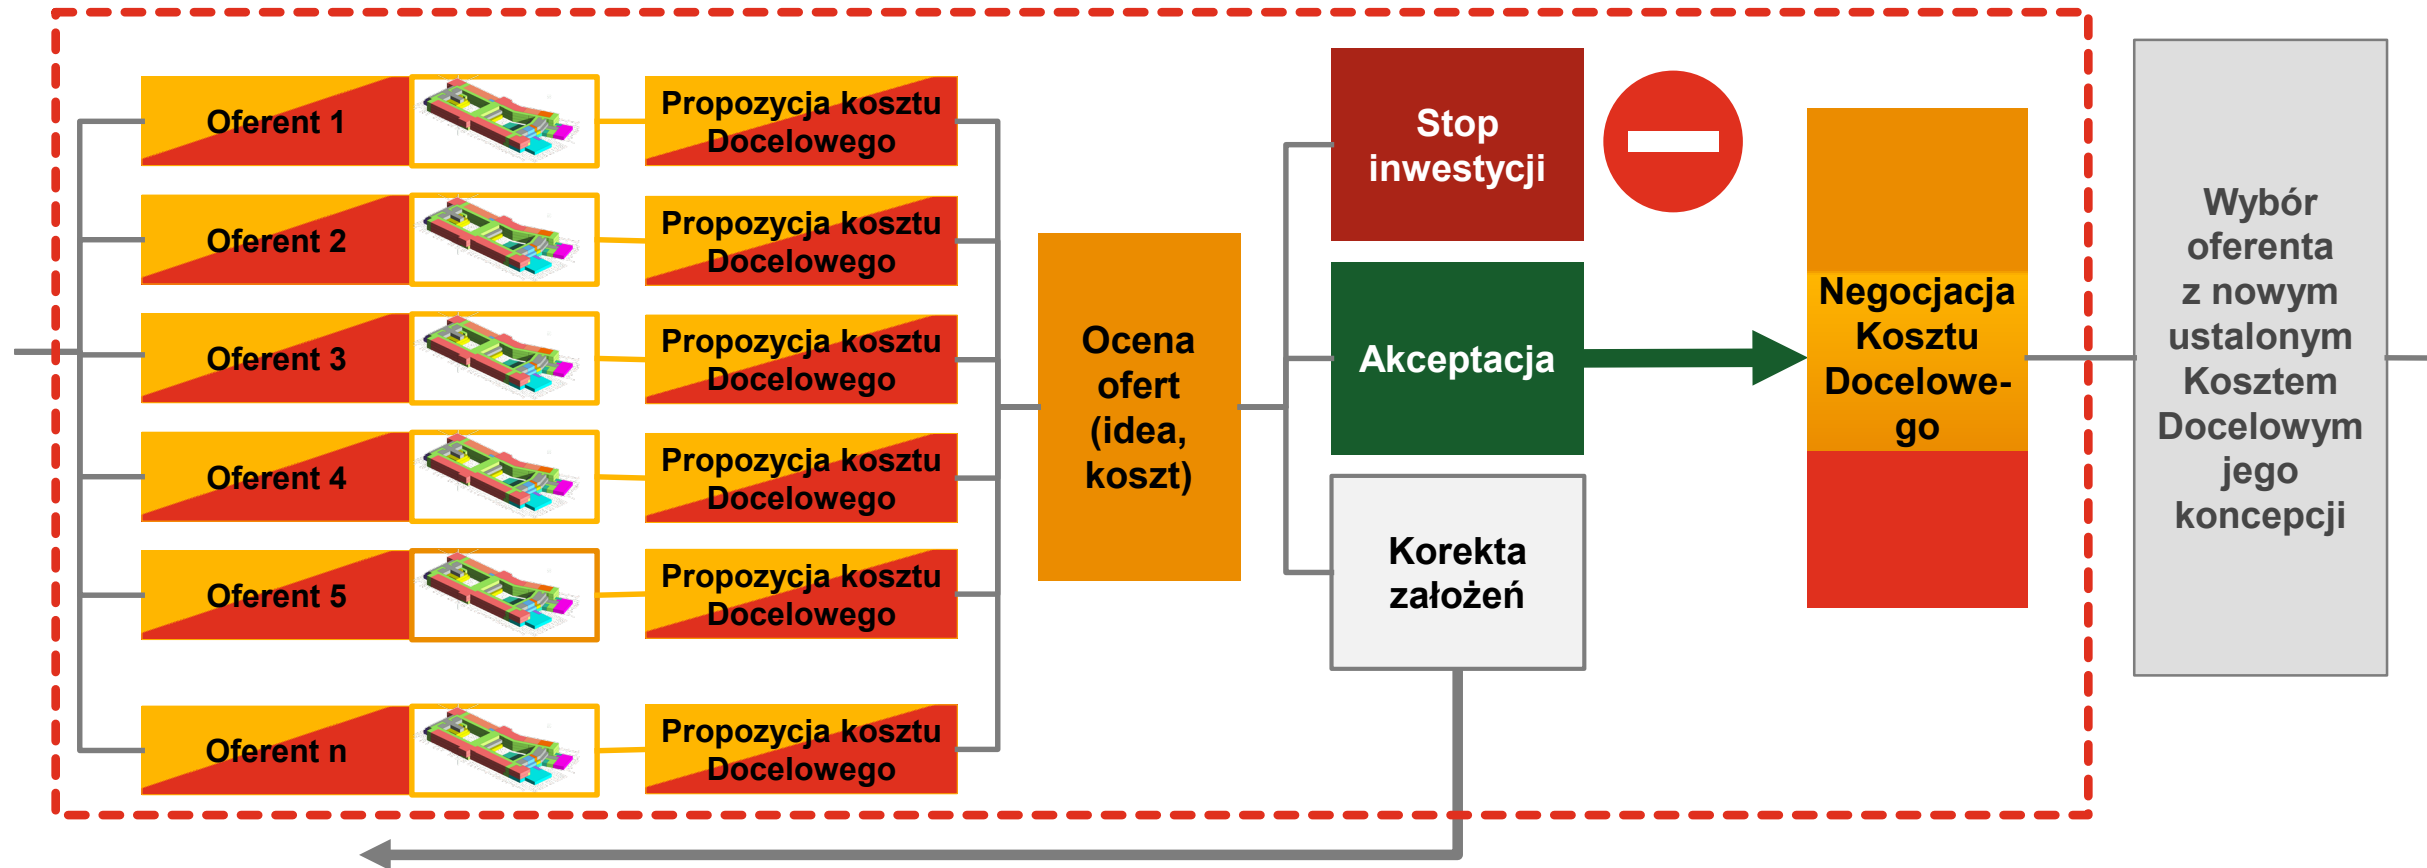 Oferent 1
Propozycja kosztu
Docelowego
Oferent 2
Propozycja kosztu
Docelowego
Oferent 3
Propozycja kosztu
Docelowego
Oferent 4
Propozycja kosztu
Docelowego
Oferent 5
Propozycja kosztu
Docelowego
Oferent n
Propozycja kosztu
Docelowego
Ocena
ofert
(idea,
koszt)
Stop
inwestycji
Akceptacja
Korekta
założeń
Negocjacja
Kosztu
Docelowe-
go
Wybór
oferenta
z nowym
ustalonym
Kosztem
Docelowym
jego
koncepcji